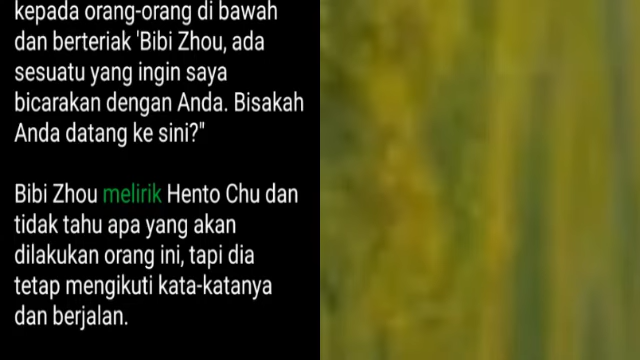 kepada orang-orang di bawah
dan berteriak 'Bibi Zhou, ada
sesuatu yang ingin saya
bicarakan dengan Anda. Bisakah
Anda datang ke sini?"
Bibi Zhou melirik Hento Chu dan
tidak tahu apa yang akan
dilakukan orang ini, tapi dia
tetap mengikuti kata-katanya
dan berjalan.